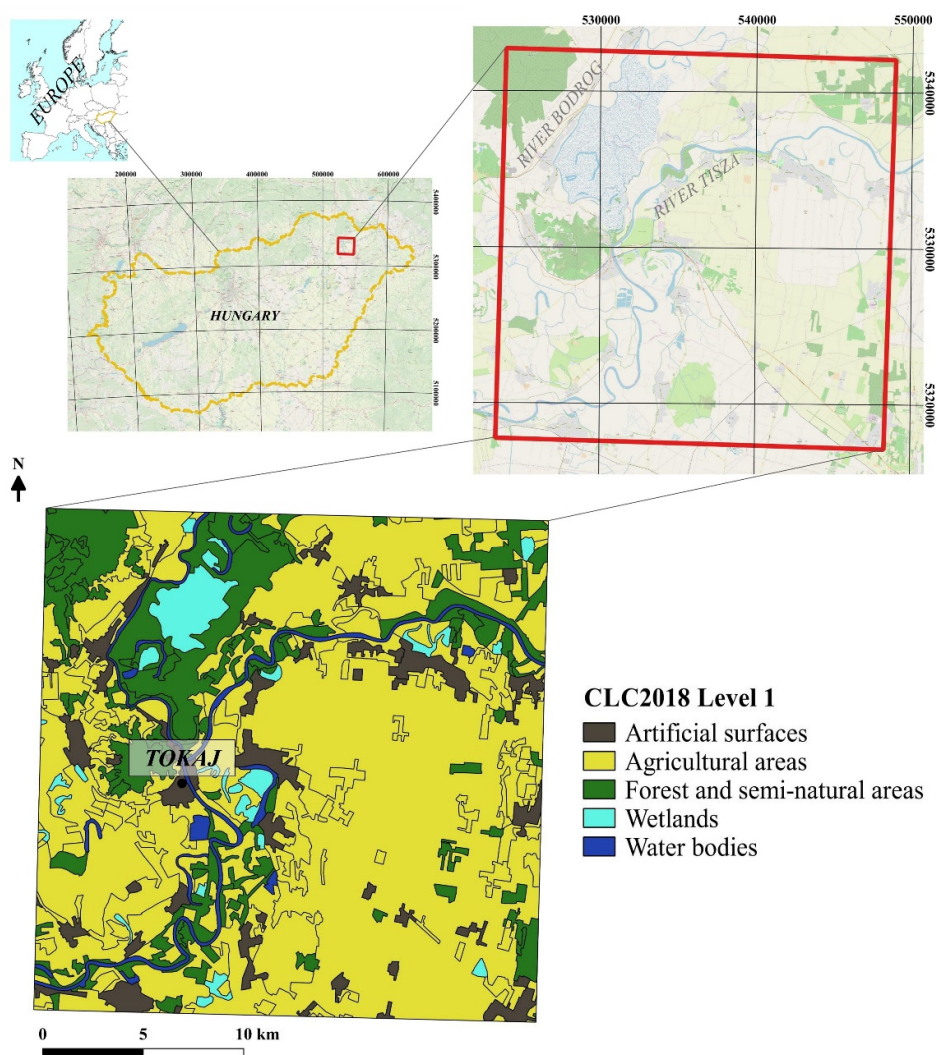 EUROPE
530000 540000 550000
5340000
5330000
5320000
RIVER BODROG
RIVER TISZA
200000 300000 400000 500000 600000
5400000
5300000
5200000
5100000
HUNGARY
N
TOKAJ
CLC2018 Level 1
Artificial surfaces
Agricultural areas
Forest and semi-natural areas
Wetlands
Water bodies
0 5 10 km